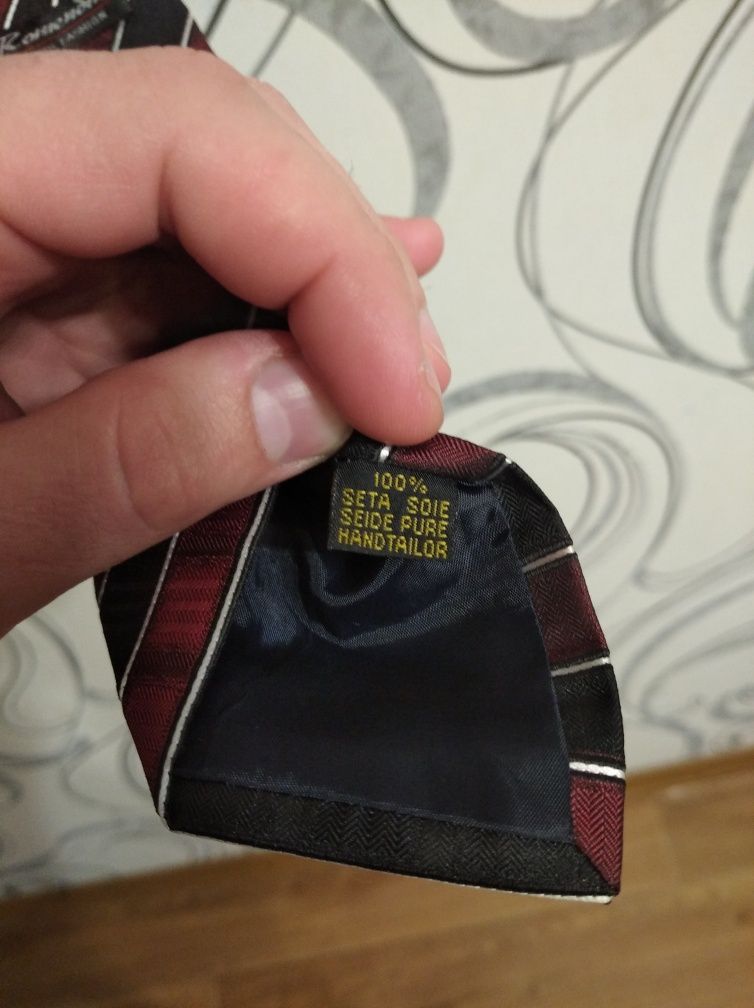 100%
SETA SOIE
SEIDE PURE
HANDTAILOR